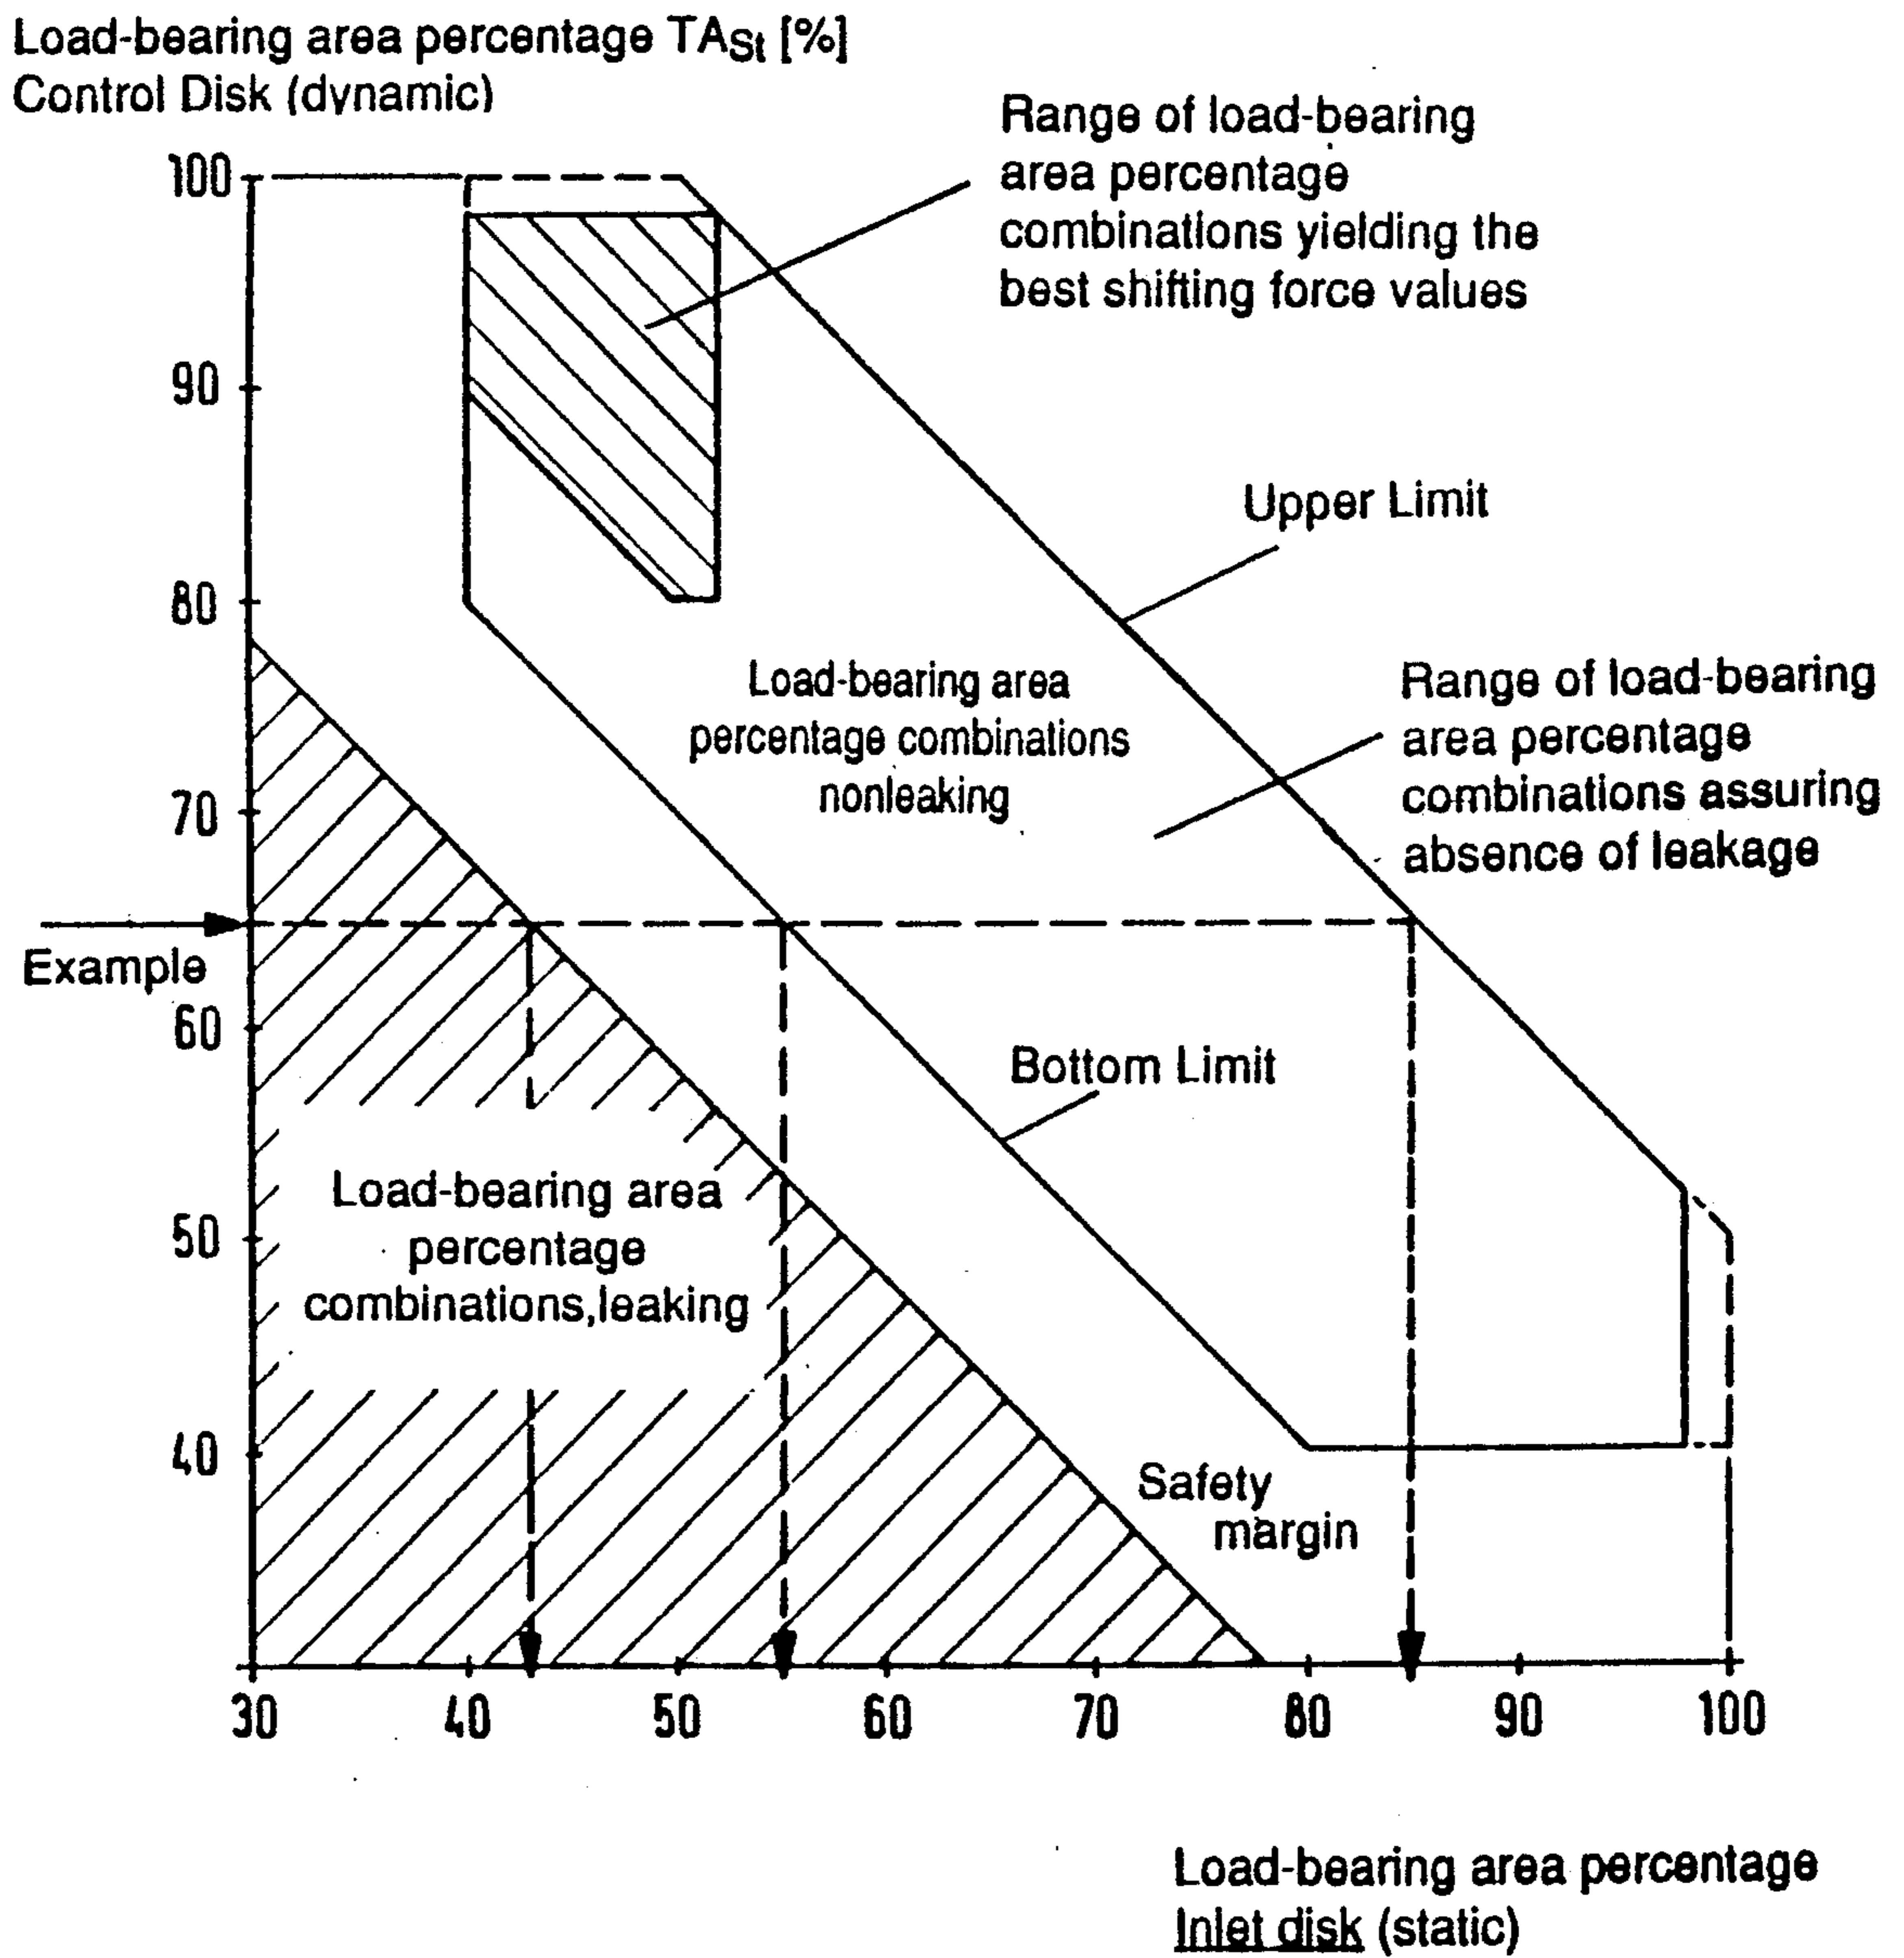 Load-bearing area percentage TASt [%]
Control Disk (dynamic)
Range of load-bearing
area percentage
combinations yielding the
best shifting force values
100
90
80
70
60
50
40
Upper Limit
Load-bearing area
percentage combinations
nonleaking
Range of load-bearing
area percentage
combinations assuring
absence of leakage
Example
Bottom Limit
Load-bearing area
percentage
combinations,leaking
Safety
margin
30 40 50 60 70 80 90 100
Load-bearing area percentage
Inlet disk (static)